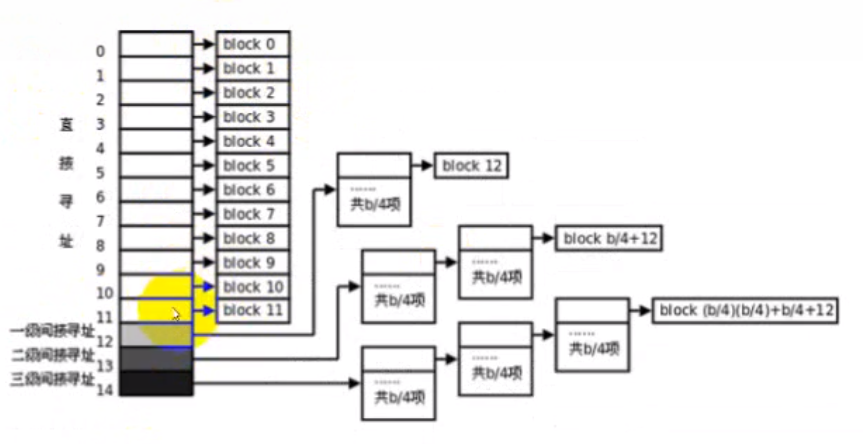 0 block 0
1 block 1
2 block 2
3 block 3
4 block 4
5 block 5
6 block 6
7 block 7
8 block 8
9 block 9
10 block 10
11 block 11
直接寻址
一级间接寻址 12
二级间接寻址 13
三级间接寻址 14
......
共b/4项
block 12
......
共b/4项
......
共b/4项
block b/4+12
......
共b/4项
......
共b/4项
......
共b/4项
block (b/4)(b/4)+b/4+12